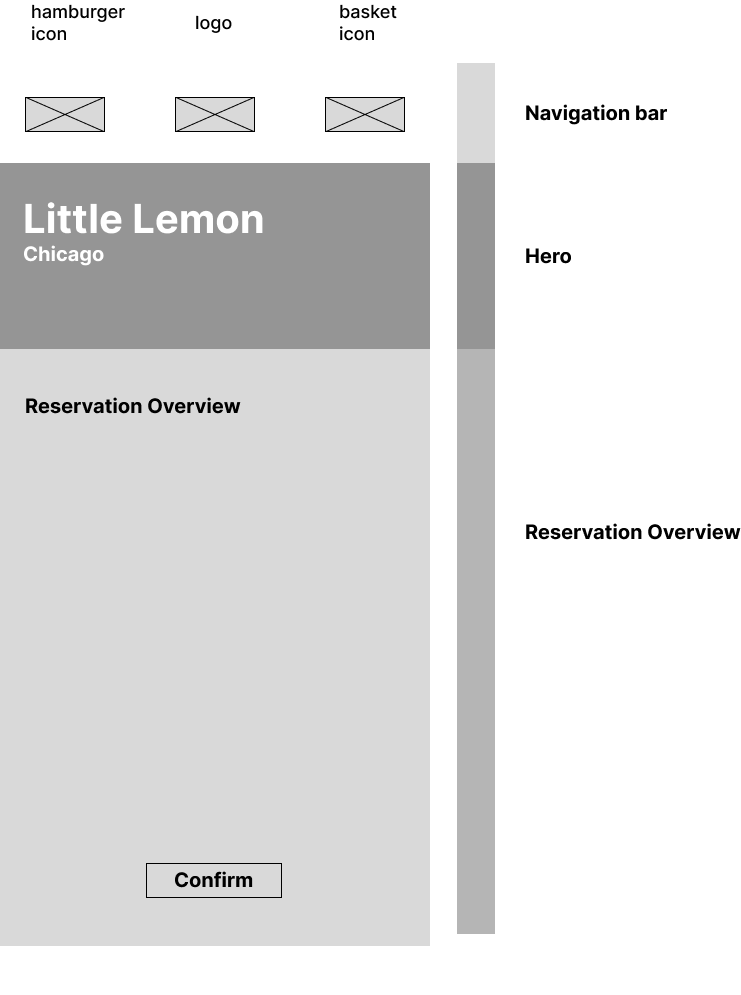 hamburger
icon
logo
basket
icon
Navigation bar
Little Lemon
Chicago
Hero
Reservation Overview
Reservation Overview
Confirm